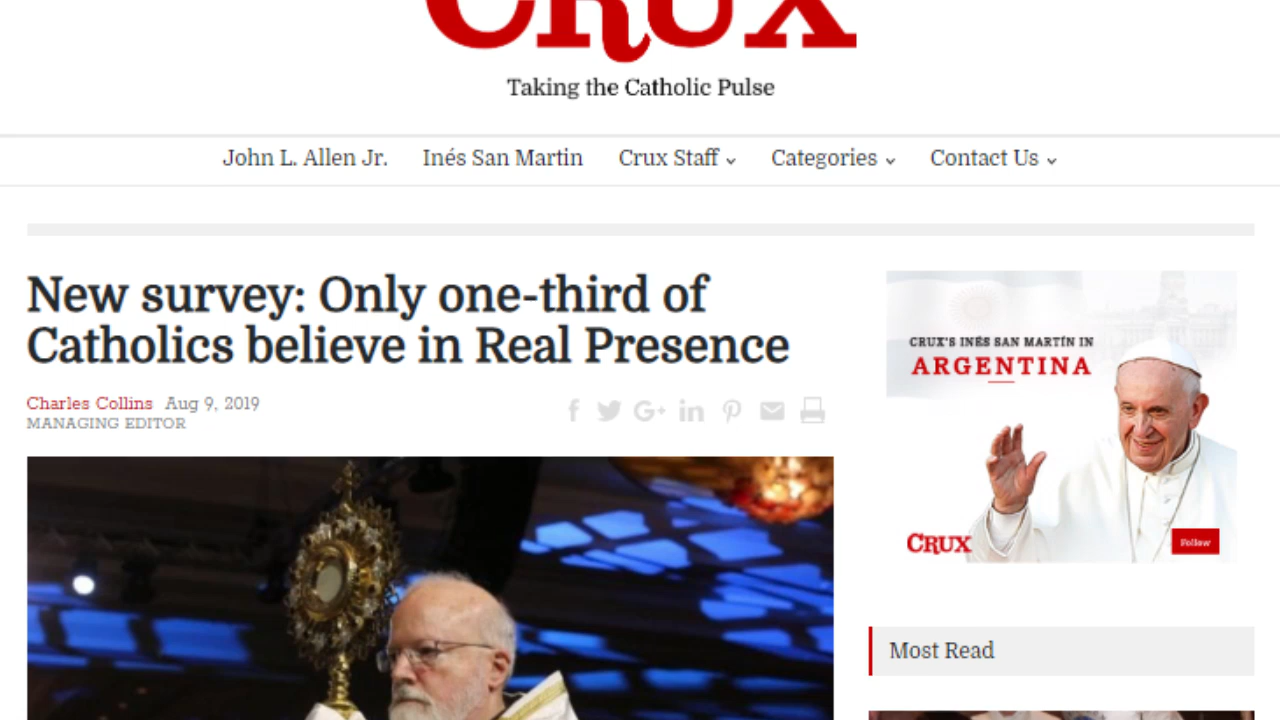 CRUX
Taking the Catholic Pulse
John L. Allen Jr. Inés San Martin Crux Staff Categories Contact Us
New survey: Only one-third of
Catholics believe in Real Presence
Charles Collins Aug 9, 2019
MANAGING EDITOR
CRUX'S INÉS SAN MARTÍN IN
ARGENTINA
CRUX
Follow
Most Read